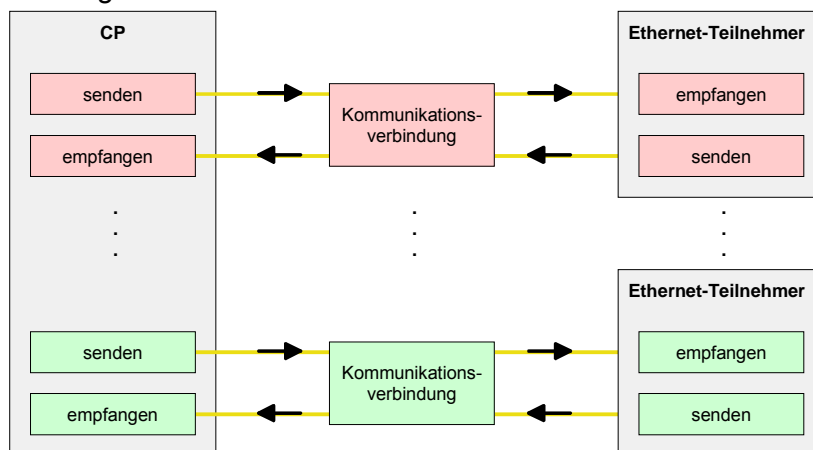 CP
Ethernet-Teilnehmer
senden
empfangen
Kommunikations-
verbindung
empfangen
senden
Ethernet-Teilnehmer
senden
empfangen
Kommunikations-
verbindung
empfangen
senden